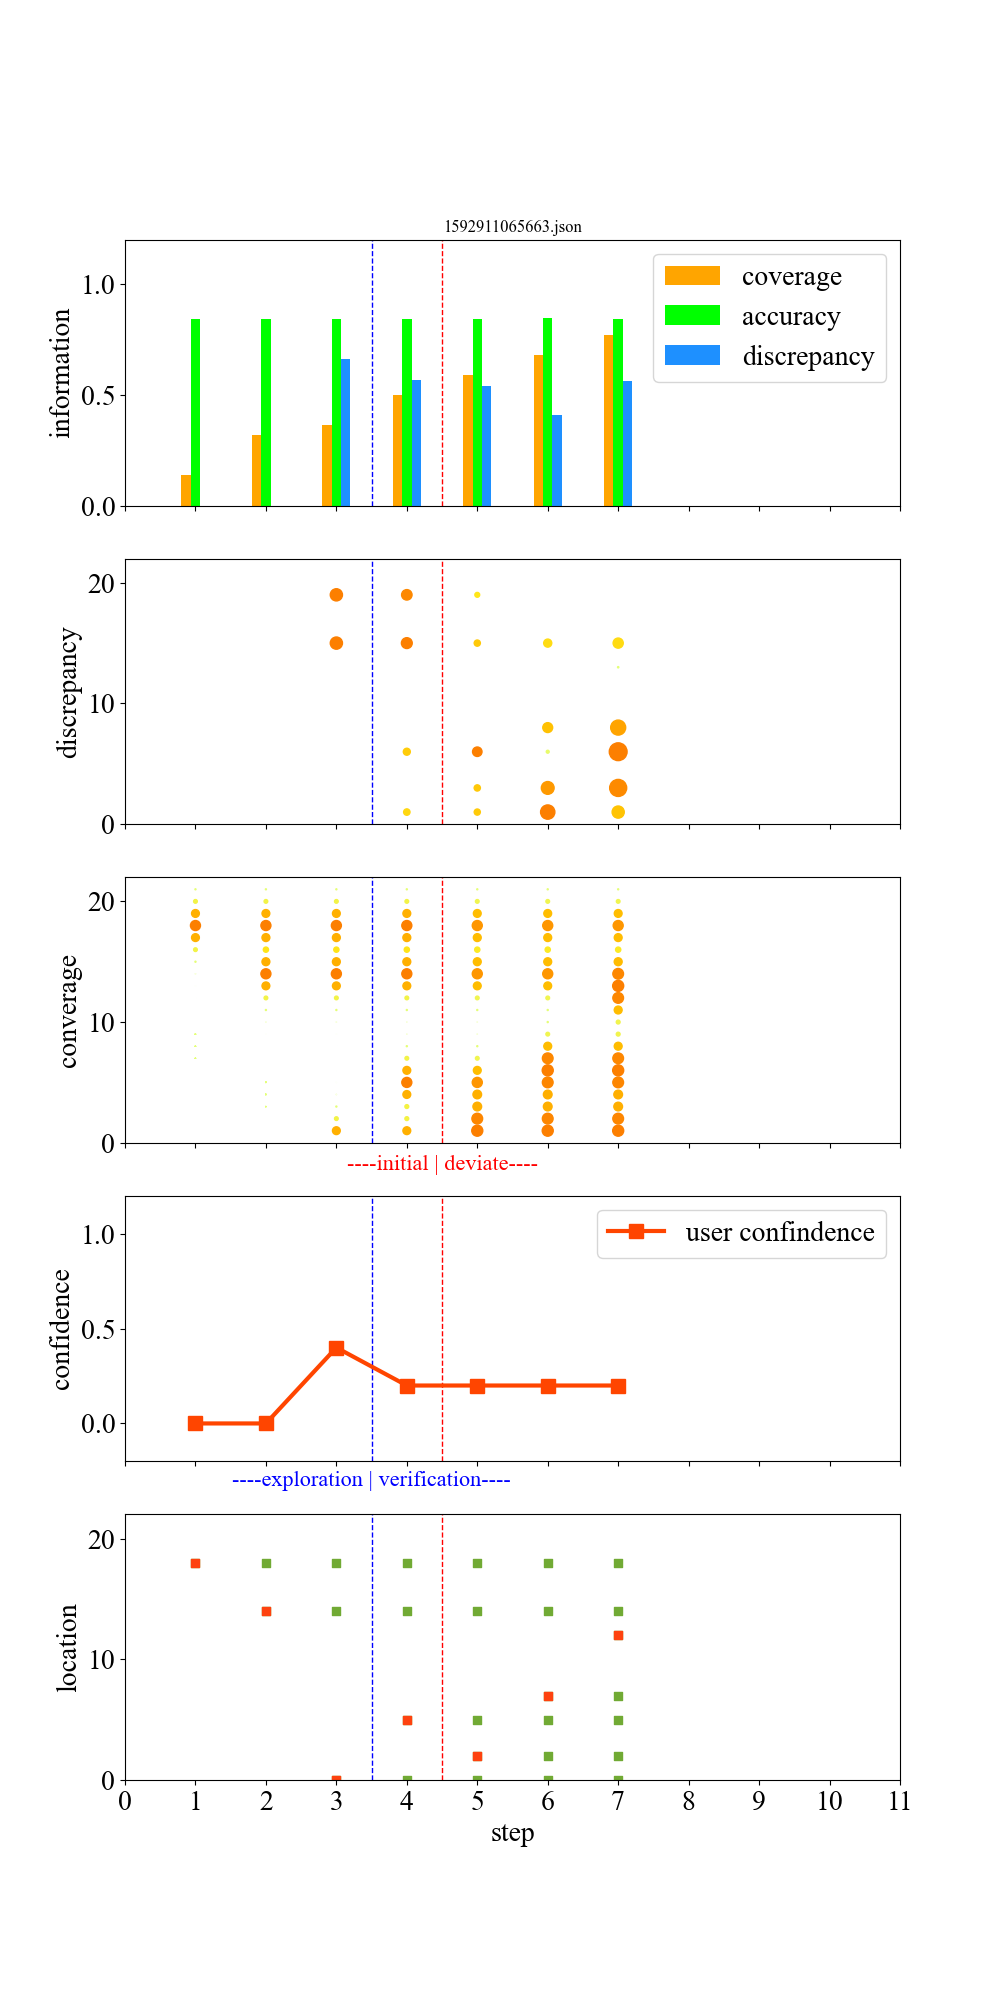 1592911065663.json
1.0
0.5
0.0
information
coverage
accuracy
discrepancy
20
10
0
discrepancy
20
10
0
converage
----initial | deviate----
1.0
0.5
0.0
confidence
user confindence
----exploration | verification----
20
10
0
location
0 1 2 3 4 5 6 7 8 9 10 11
step